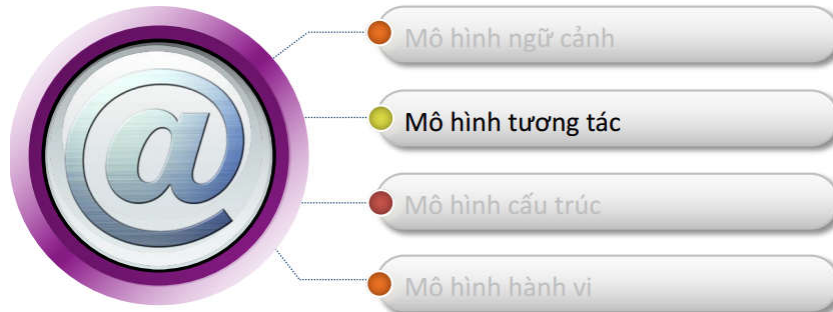 Mô hình ngữ cảnh
Mô hình tương tác
Mô hình cấu trúc
Mô hình hành vi
@